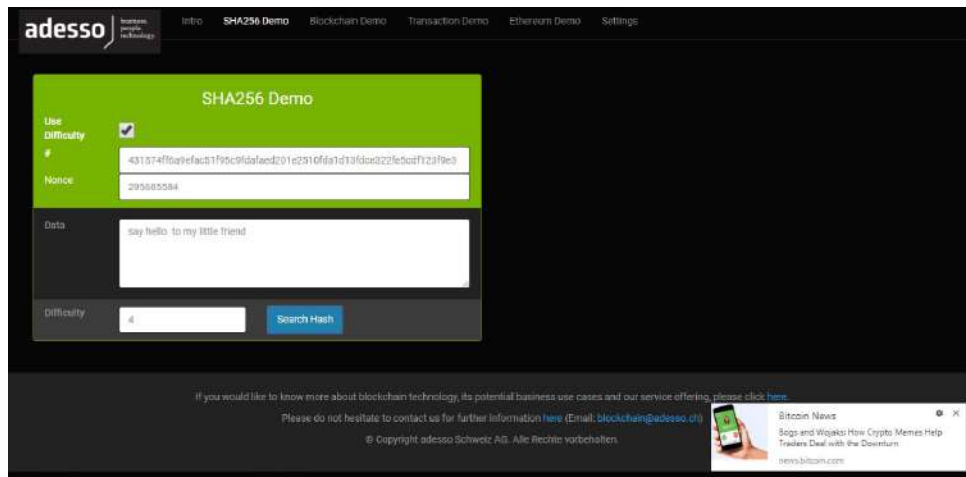 adesso business. people. technology.
Intro SHA256 Demo Blockchain Demo Transaction Demo Ethereum Demo Settings
SHA256 Demo
Use Difficulty
#
Nonce 295685584
Data say hello to my little friend
Difficulty 4 Search Hash
If you would like to know more about blockchain technology, its potential business use cases and our service offering, please click here.
Please do not hesitate to contact us for further information here (Email: blockchain@adesso.ch)
© Copyright adesso Schweiz AG. Alle Rechte vorbehalten.
Bitcoin News
Bogs and Wojaks: How Crypto Memes Help
Traders Deal with the Downturn
news.bitcoin.com